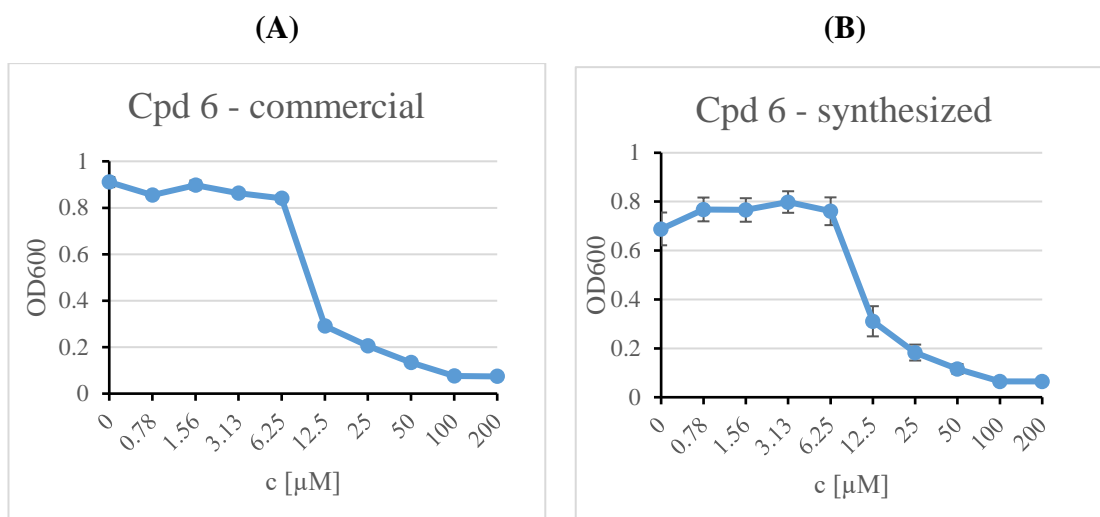 (A)
Cpd 6 - commercial
1
0.8
0.6
0.4
0.2
0
OD600
0 0.78 1.56 3.13 6.25 12.5 25 50 100 200
c [µM]
(B)
Cpd 6 - synthesized
1
0.8
0.6
0.4
0.2
0
OD600
0 0.78 1.56 3.13 6.25 12.5 25 50 100 200
c [µM]